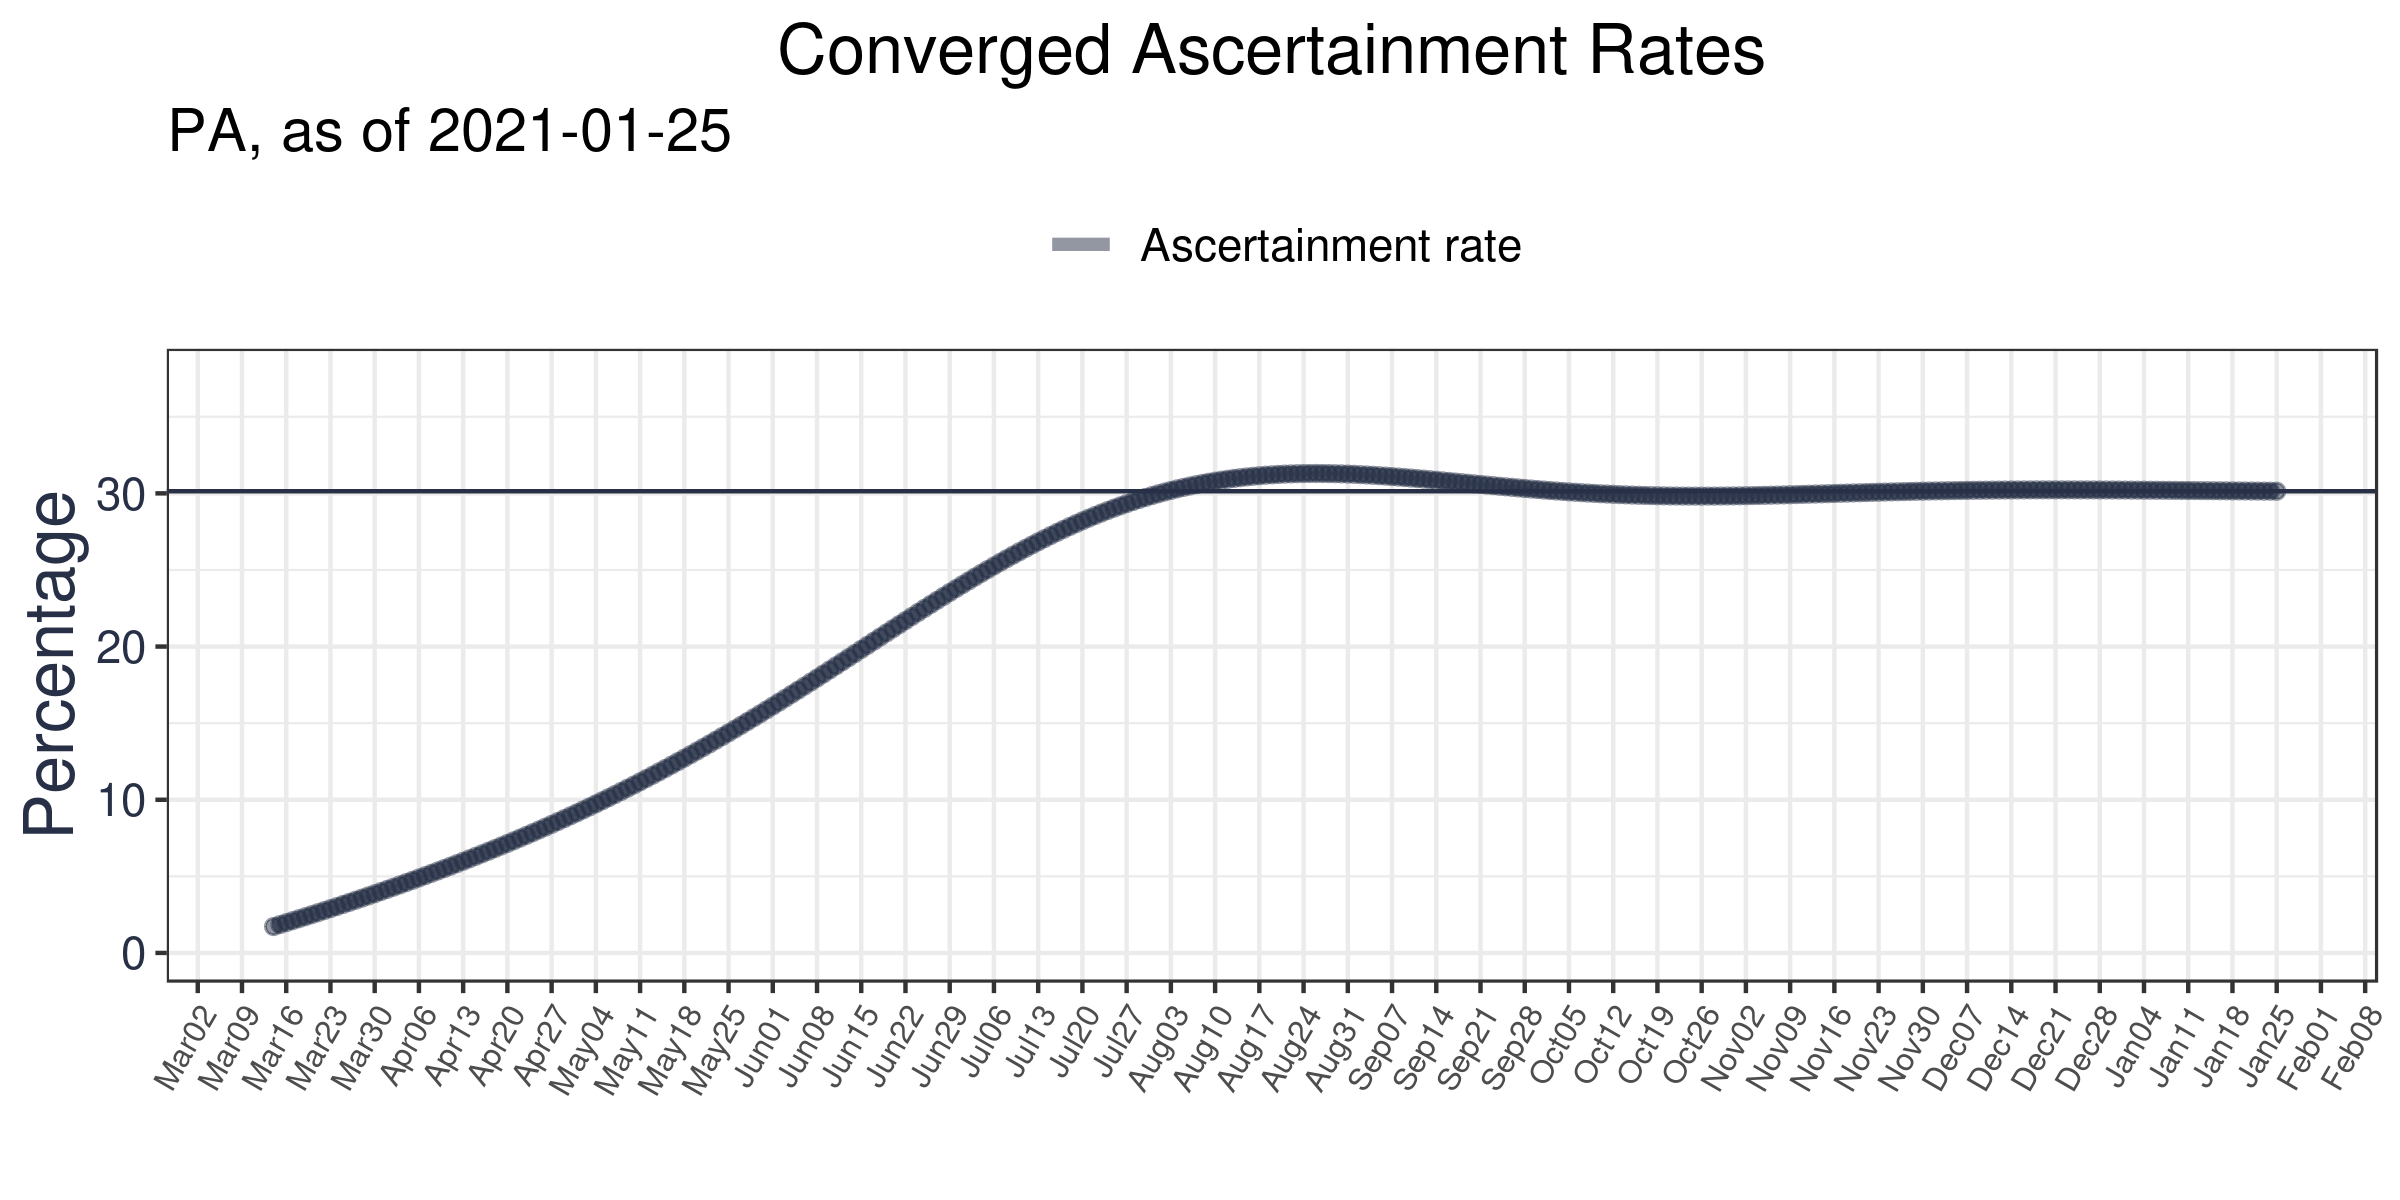 Converged Ascertainment Rates
PA, as of 2021-01-25
Ascertainment rate
Percentage
30
20
10
0
Mar02
Mar09
Mar16
Mar23
Mar30
Apr06
Apr13
Apr20
Apr27
May04
May11
May18
May25
Jun01
Jun08
Jun15
Jun22
Jun29
Jul06
Jul13
Jul20
Jul27
Aug03
Aug10
Aug17
Aug24
Aug31
Sep07
Sep14
Sep21
Sep28
Oct05
Oct12
Oct19
Oct26
Nov02
Nov09
Nov16
Nov23
Nov30
Dec07
Dec14
Dec21
Dec28
Jan04
Jan11
Jan18
Jan25
Feb01
Feb08